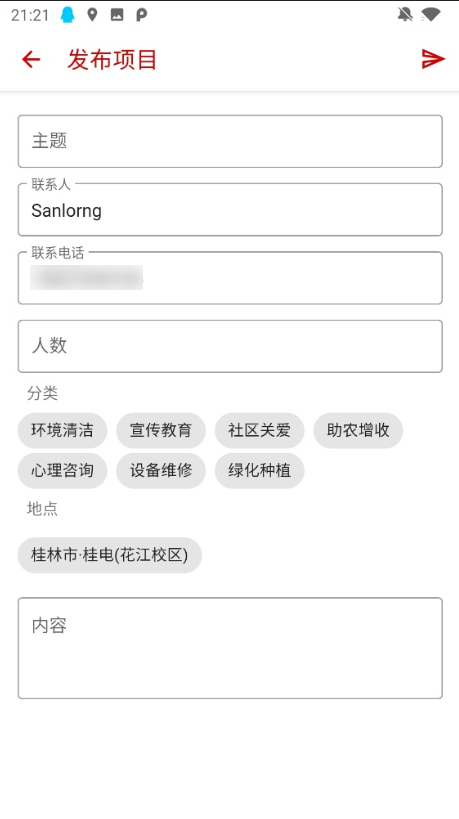 21:21
发布项目
主题
联系人
Sanlorng
联系电话
人数
分类
环境清洁 宣传教育 社区关爱 助农增收
心理咨询 设备维修 绿化种植
地点
桂林市·桂电(花江校区)
内容